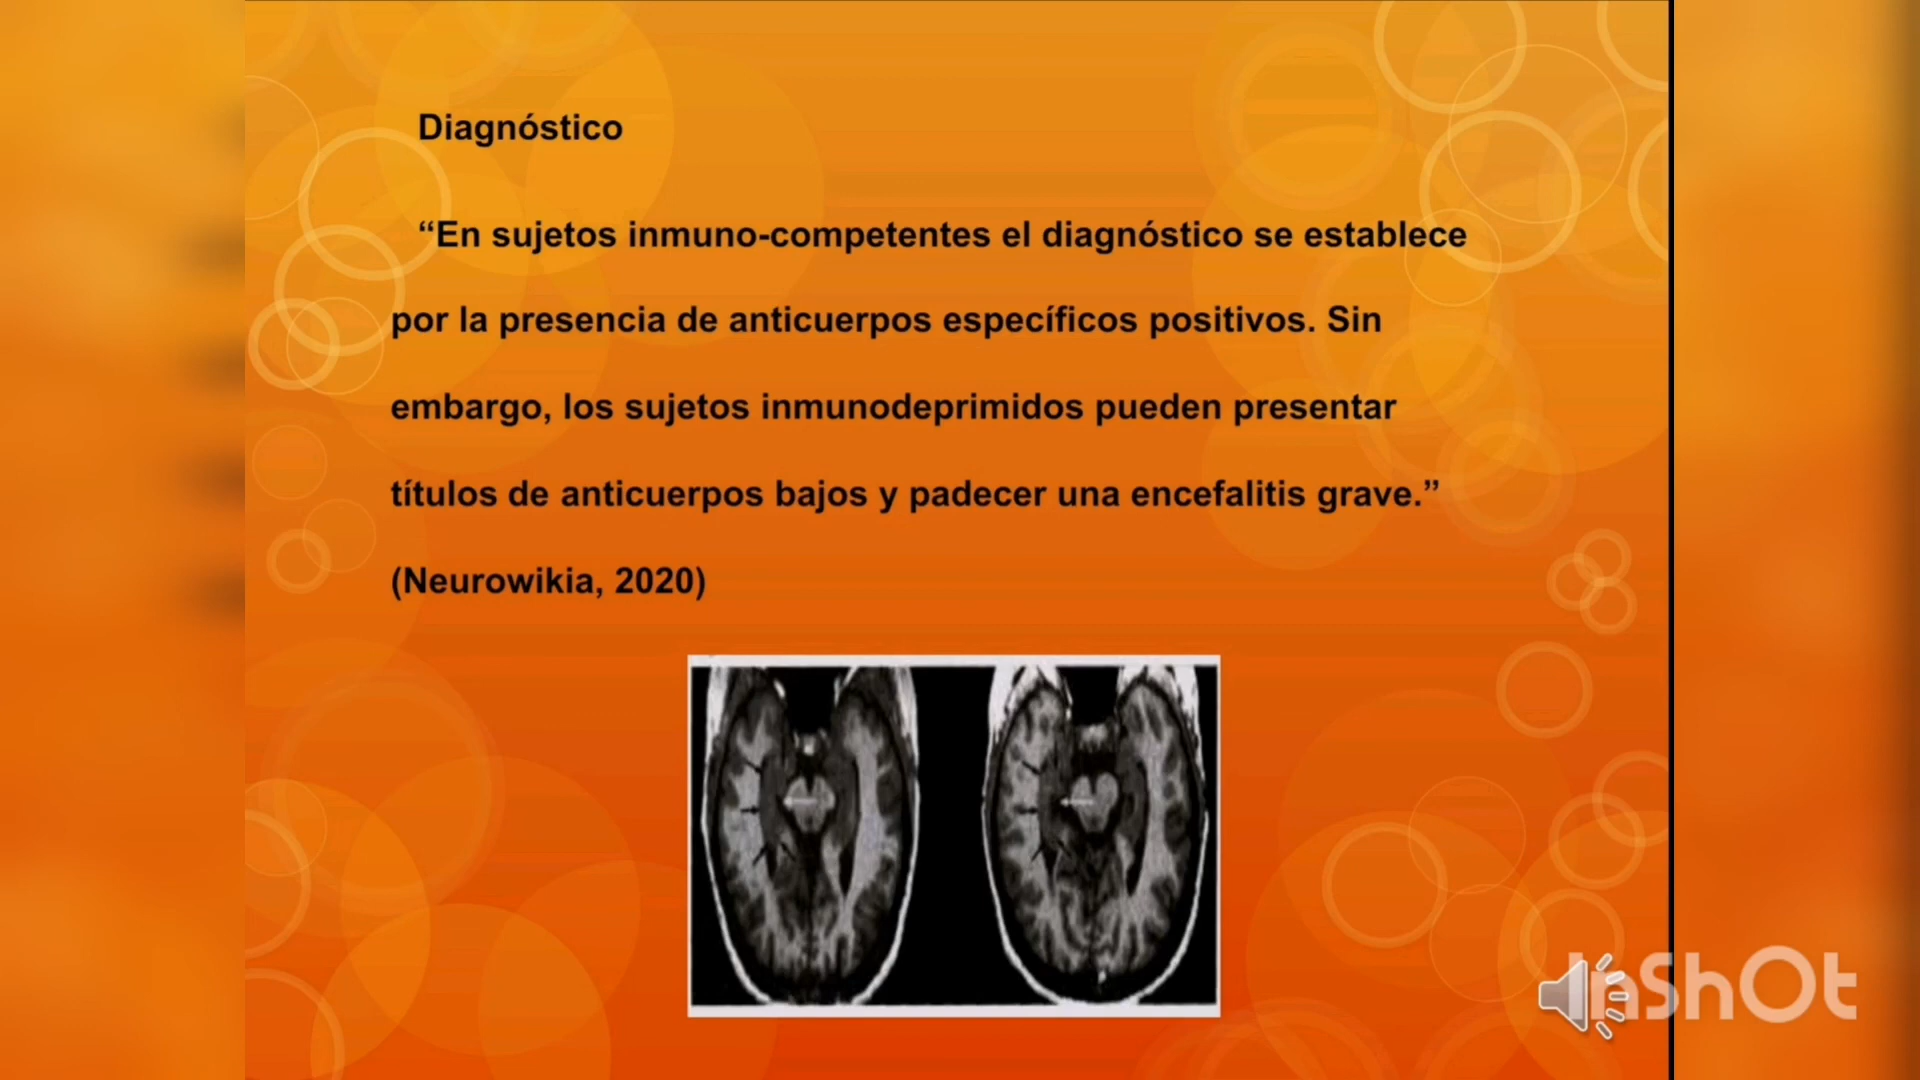 Diagnóstico
“En sujetos inmuno-competentes el diagnóstico se establece
por la presencia de anticuerpos específicos positivos. Sin
embargo, los sujetos inmunodeprimidos pueden presentar
títulos de anticuerpos bajos y padecer una encefalitis grave.”
(Neurowikia, 2020)
InShOt